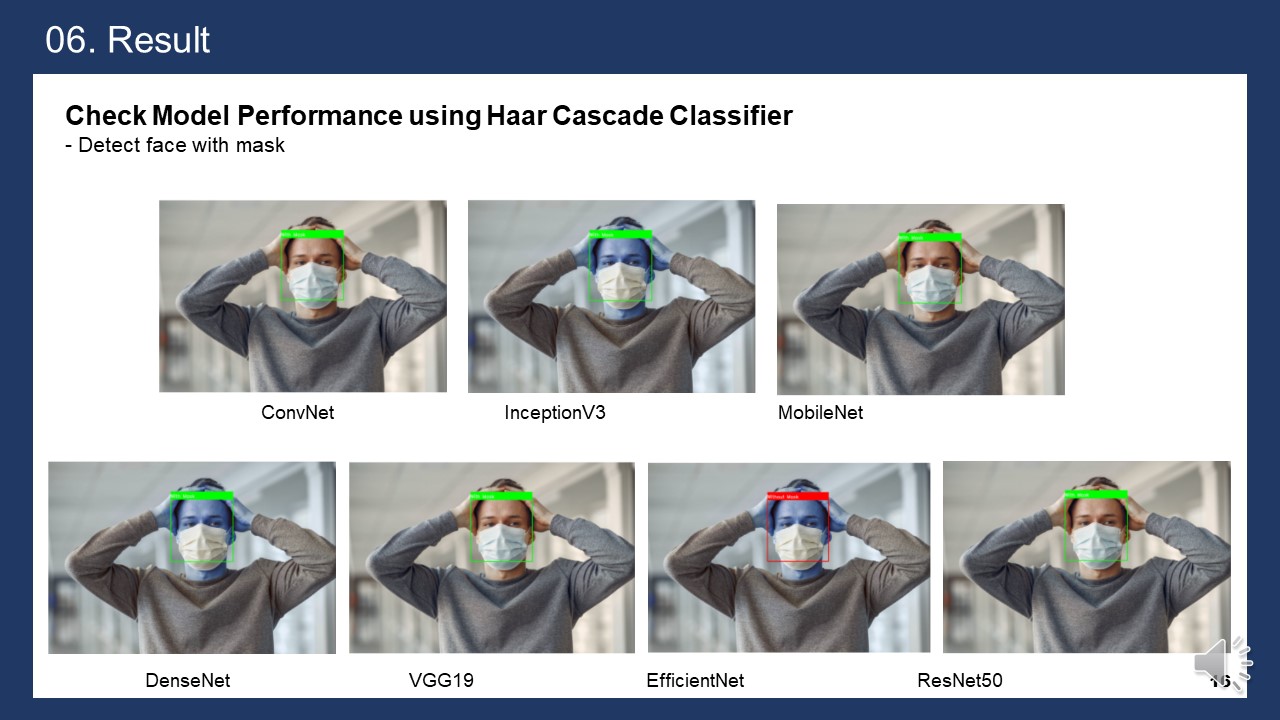 06. Result
Check Model Performance using Haar Cascade Classifier
- Detect face with mask
With Mask
With Mask
With Mask
ConvNet
InceptionV3
MobileNet
With Mask
With Mask
Without Mask
With Mask
DenseNet
VGG19
EfficientNet
ResNet50
16